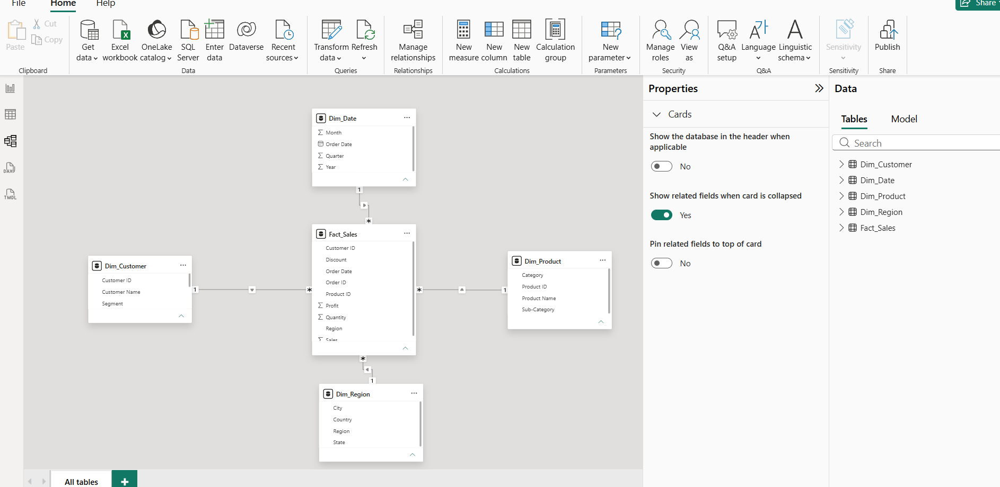 File
Home
Help
Share
Paste
Cut
Copy
Clipboard
Get
data
Excel
workbook
OneLake
catalog
SQL
Server
Enter
data
Dataverse
Recent
sources
Data
Transform
data
Refresh
Queries
Manage
relationships
Relationships
New
measure
New
column
New
table
Calculation
group
Calculations
New
parameter
Parameters
Manage
roles
View
as
Security
Q&A
setup
Language
Linguistic
schema
Q&A
Sensitivity
Sensitivity
Publish
Share
DAX
TMDL
Dim_Date
...
Month
Order Date
Quarter
Year
1
*
Fact_Sales
...
Customer ID
Discount
Order Date
Order ID
Product ID
Profit
Quantity
Region
Sales
Dim_Customer
...
Customer ID
Customer Name
Segment
1
*
*
1
Dim_Product
...
Category
Product ID
Product Name
Sub-Category
*
1
Dim_Region
...
City
Country
Region
State
All tables
+
Properties
Cards
Show the database in the header when
applicable
No
Show related fields when card is collapsed
Yes
Pin related fields to top of card
No
Data
Tables
Model
Search
Dim_Customer
Dim_Date
Dim_Product
Dim_Region
Fact_Sales